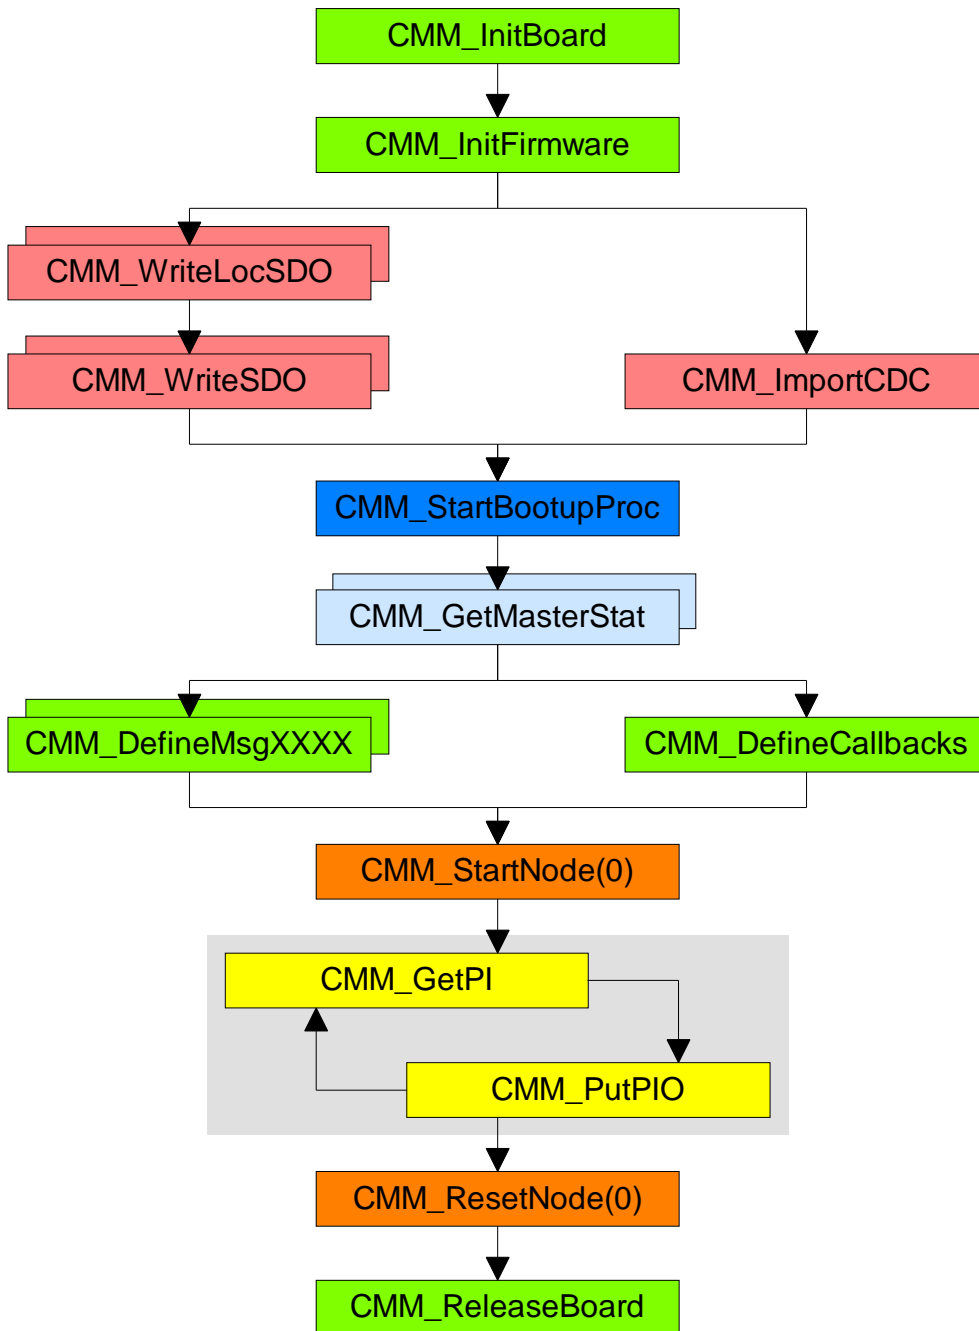 CMM_InitBoard
CMM_InitFirmware
CMM_WriteLocSDO
CMM_WriteSDO
CMM_ImportCDC
CMM_StartBootupProc
CMM_GetMasterStat
CMM_DefineMsgXXXX
CMM_DefineCallbacks
CMM_StartNode(0)
CMM_GetPI
CMM_PutPIO
CMM_ResetNode(0)
CMM_ReleaseBoard